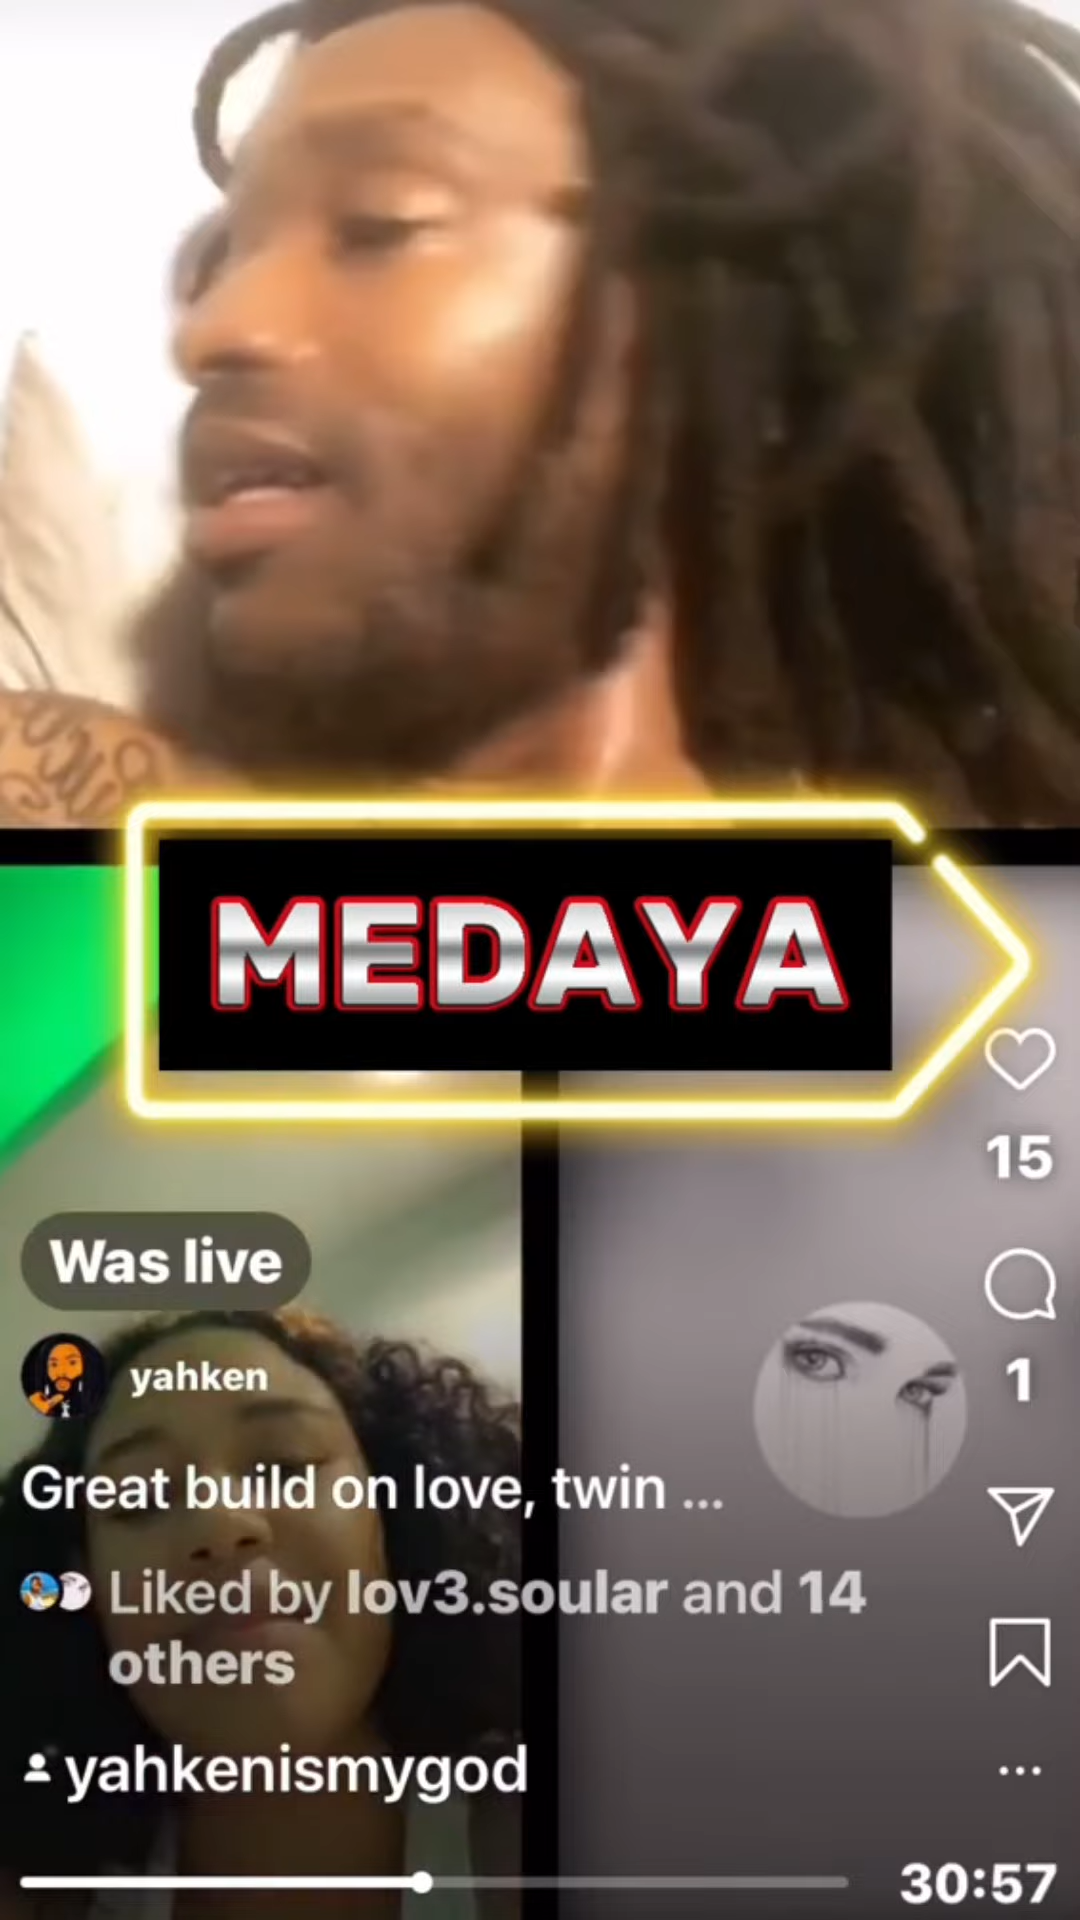 MEDAYA
15
Was live
yahken
1
Great build on love, twin ...
Liked by lov3.soular and 14
others
yahkenismygod
30:57